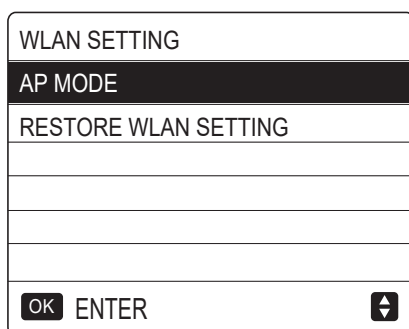 WLAN SETTING
AP MODE
RESTORE WLAN SETTING
OK ENTER